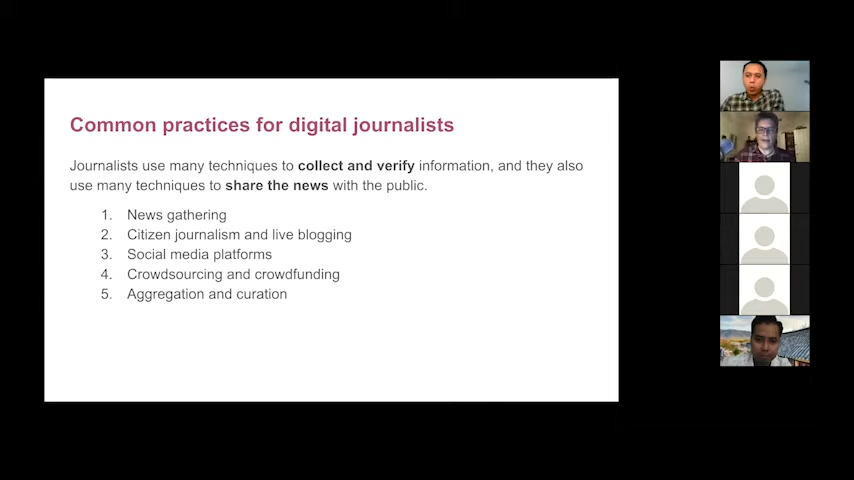 Common practices for digital journalists
Journalists use many techniques to collect and verify information, and they also
use many techniques to share the news with the public.
1. News gathering
2. Citizen journalism and live blogging
3. Social media platforms
4. Crowdsourcing and crowdfunding
5. Aggregation and curation